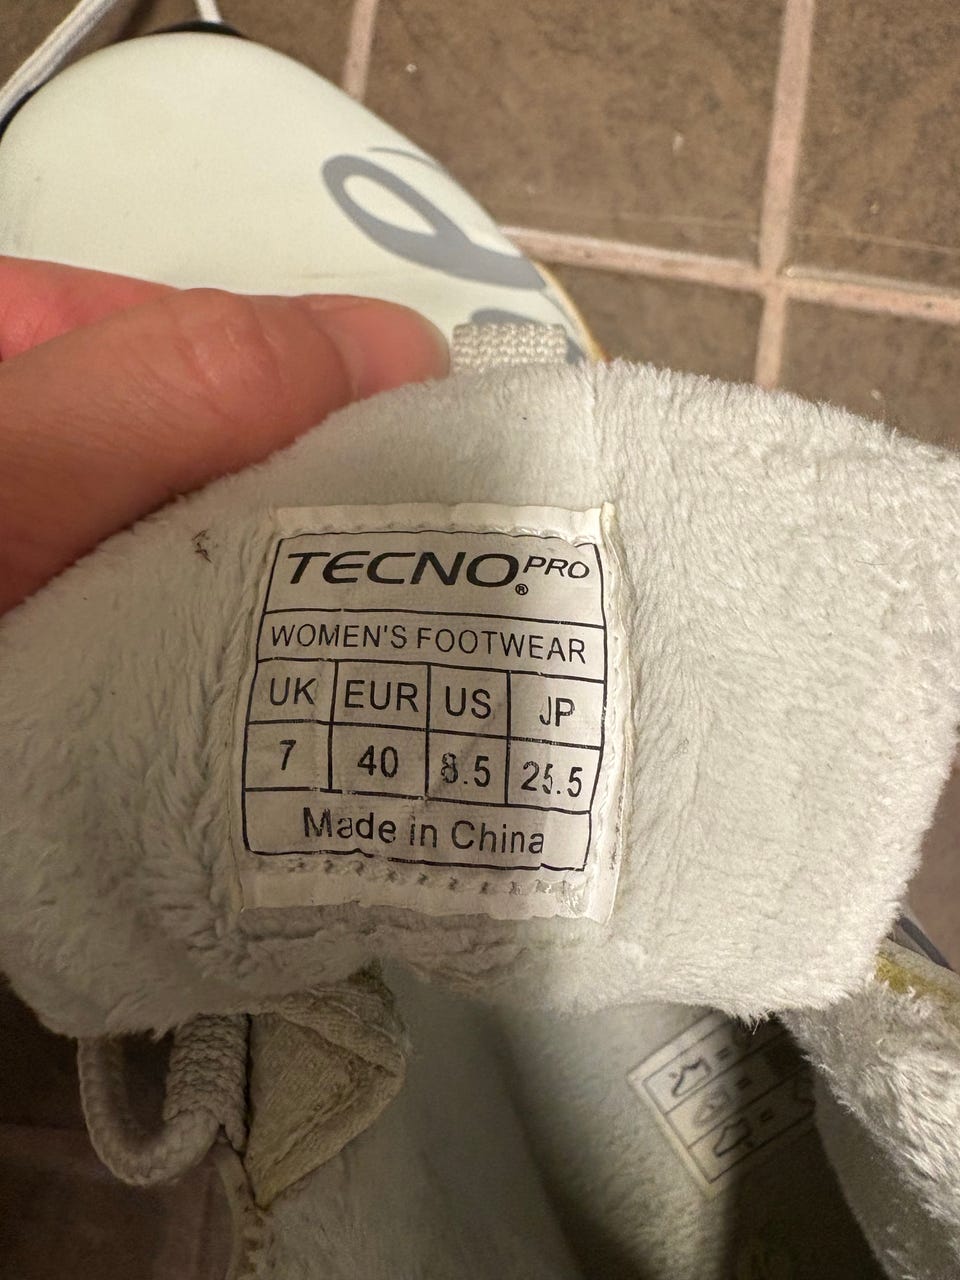 TECNOPRO®
WOMEN'S FOOTWEAR
UK EUR US JP
7 40 8.5 25.5
Made in China